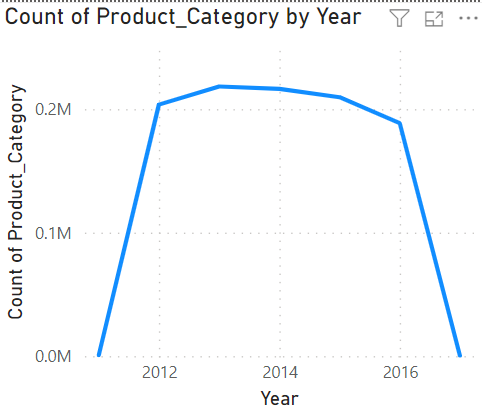 Count of Product_Category by Year
Count of Product_Category
0.2M
0.1M
0.0M
2012 2014 2016
Year